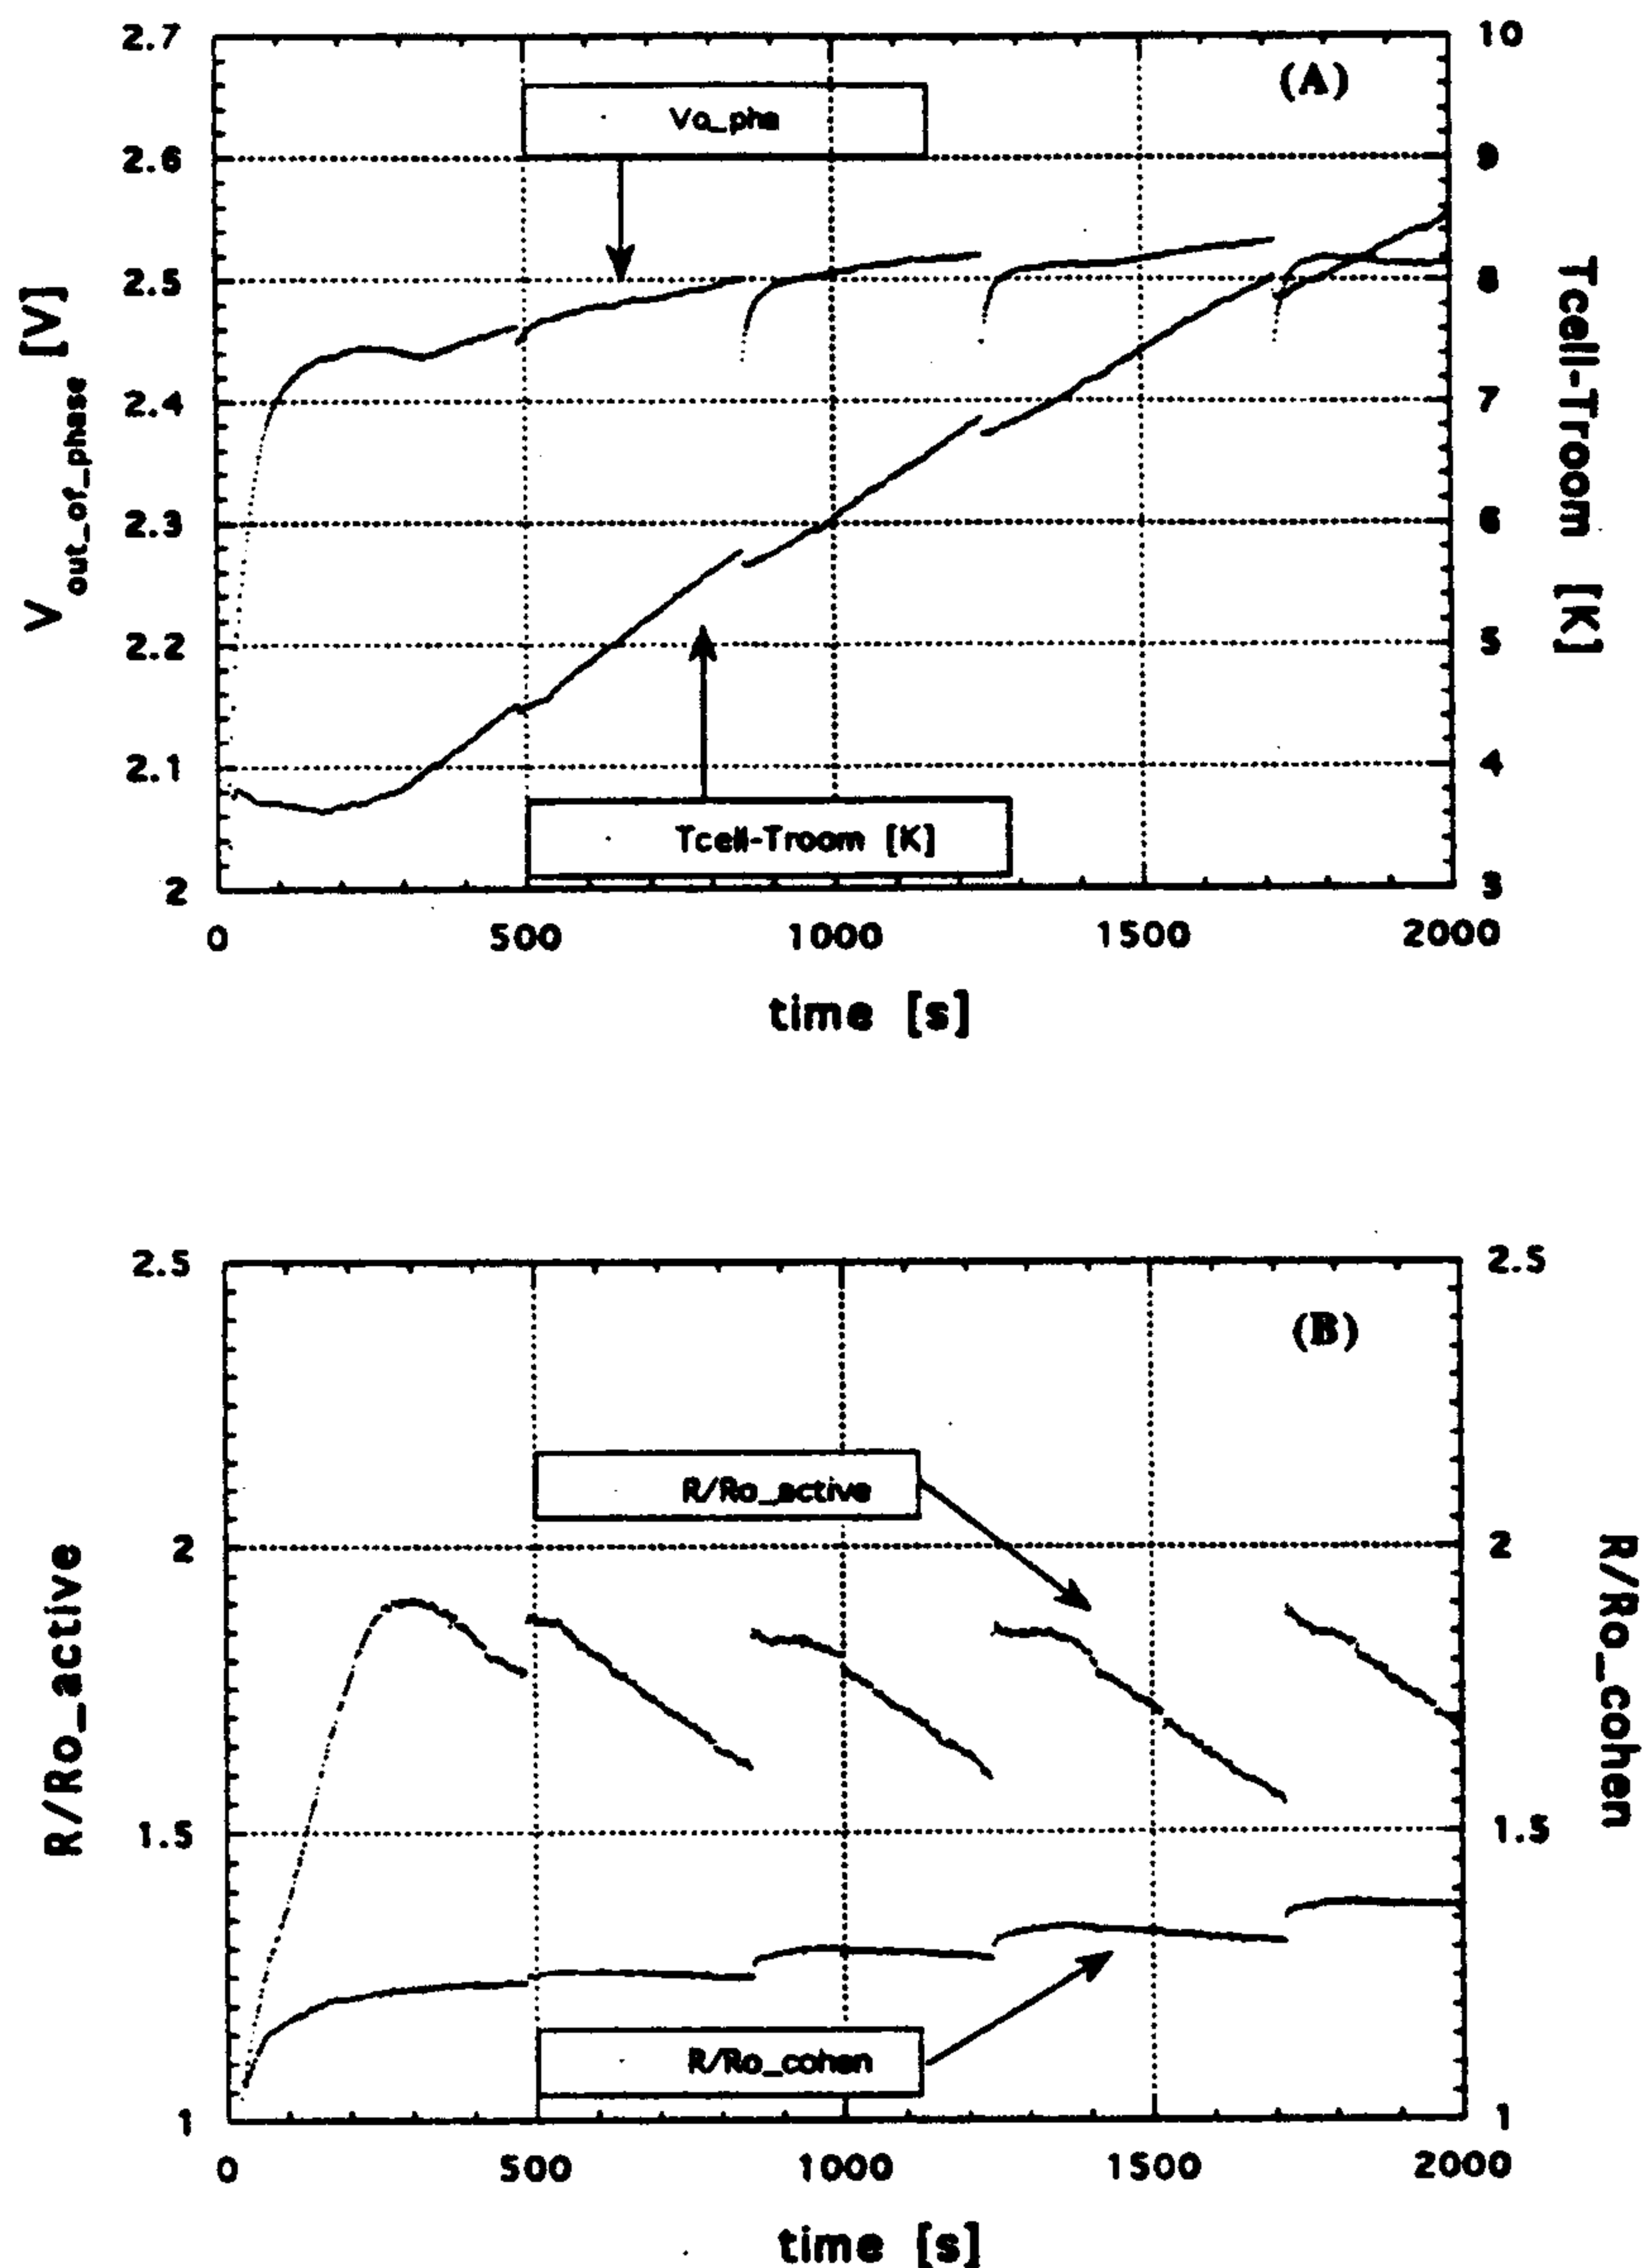 2.7
2.6
2.5
2.4
2.3
2.2
2.1
2
10
9
8
7
6
5
4
3
(A)
Vo_pha
Tcell-Troom [K]
V out_of_phase [V]
Tcell-Troom [K]
0 500 1000 1500 2000
time [s]
2.5
2
1.5
1
2.5
2
1.5
1
(B)
R/Ro_active
R/Ro_cohen
R/Ro_active
R/Ro_cohen
0 500 1000 1500 2000
time [s]